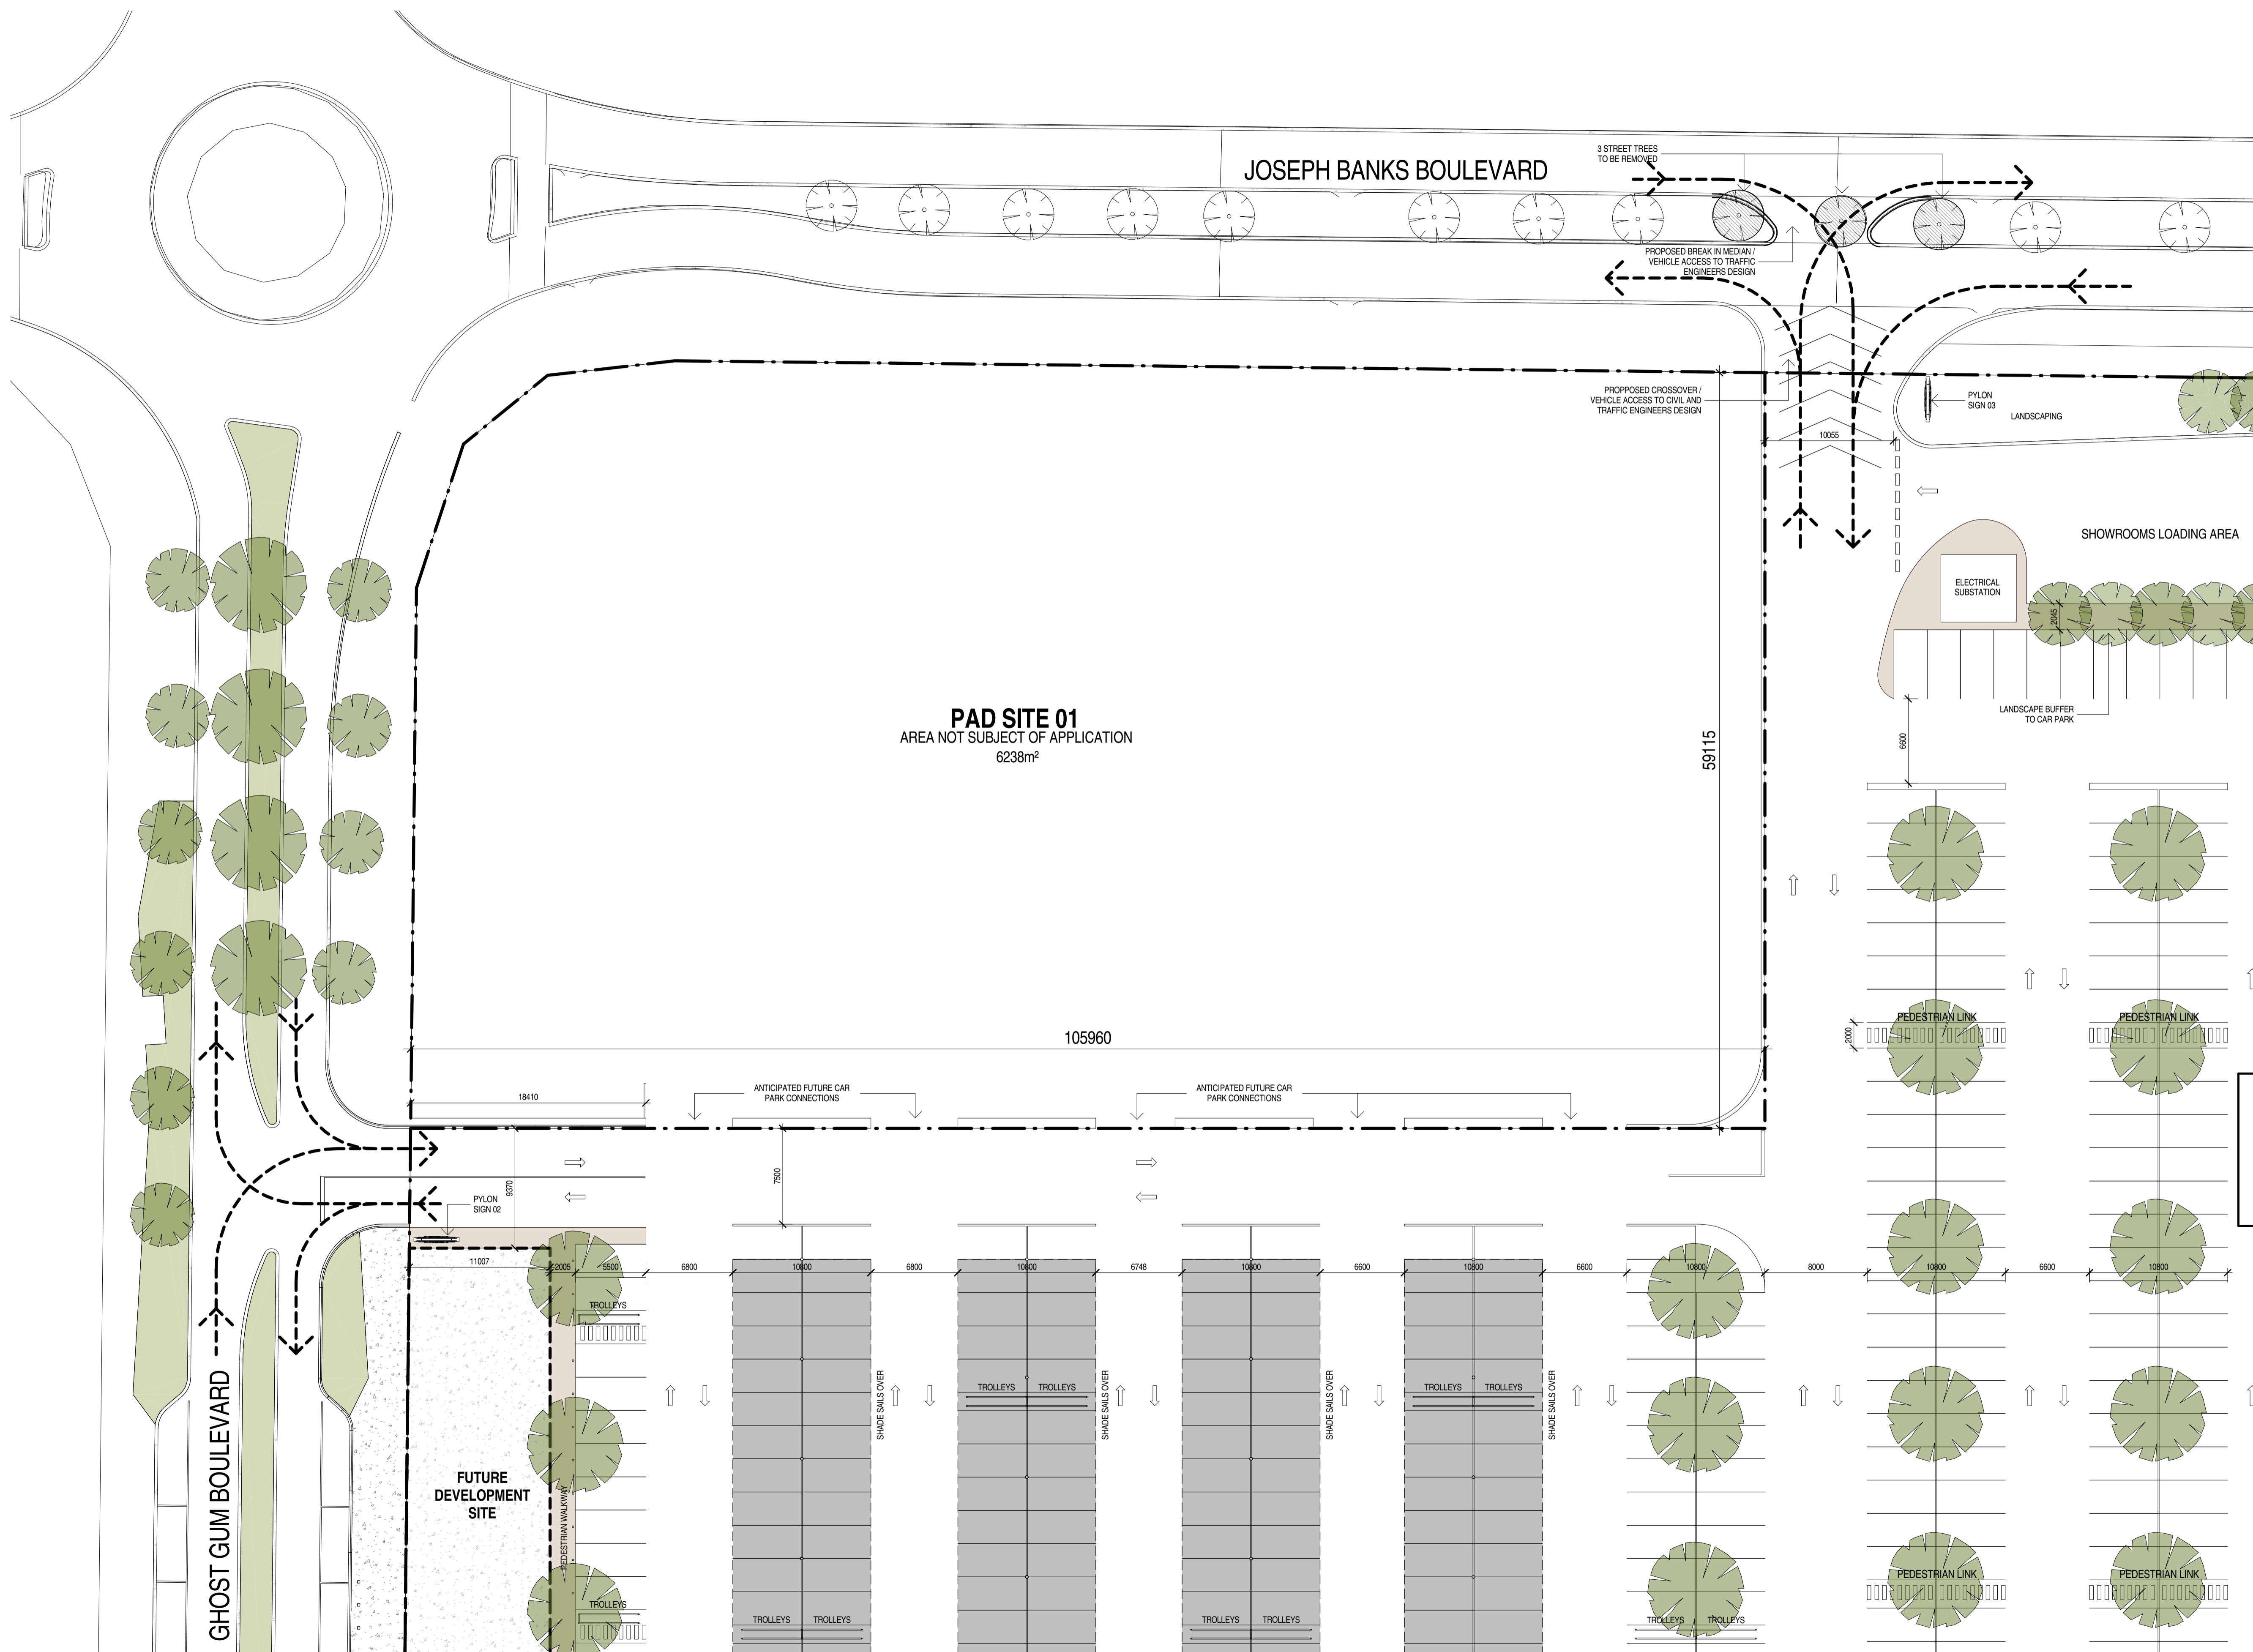 JOSEPH BANKS BOULEVARD
3 STREET TREES
TO BE REMOVED
PROPOSED BREAK IN MEDIAN /
VEHICLE ACCESS TO TRAFFIC
ENGINEERS DESIGN
PROPPOSED CROSSOVER /
VEHICLE ACCESS TO CIVIL AND
TRAFFIC ENGINEERS DESIGN
PYLON
SIGN 03
LANDSCAPING
10055
SHOWROOMS LOADING AREA
ELECTRICAL
SUBSTATION
2045
LANDSCAPE BUFFER
TO CAR PARK
6600
PAD SITE 01
AREA NOT SUBJECT OF APPLICATION
6238m²
59115
105960
PEDESTRIAN LINK
PEDESTRIAN LINK
2000
18410
ANTICIPATED FUTURE CAR
PARK CONNECTIONS
ANTICIPATED FUTURE CAR
PARK CONNECTIONS
9370
7500
PYLON
SIGN 02
11007
2005
5500
6800
10800
6800
10800
6748
10800
6600
10800
6600
10800
8000
10800
6600
10800
TROLLEYS
TROLLEYS
TROLLEYS
TROLLEYS
TROLLEYS
SHADE SAILS OVER
SHADE SAILS OVER
SHADE SAILS OVER
SHADE SAILS OVER
GHOST GUM BOULEVARD
FUTURE
DEVELOPMENT
SITE
PEDESTRIAN WALKWAY
PEDESTRIAN LINK
PEDESTRIAN LINK
TROLLEYS
TROLLEYS
TROLLEYS
TROLLEYS
TROLLEYS
TROLLEYS
TROLLEYS